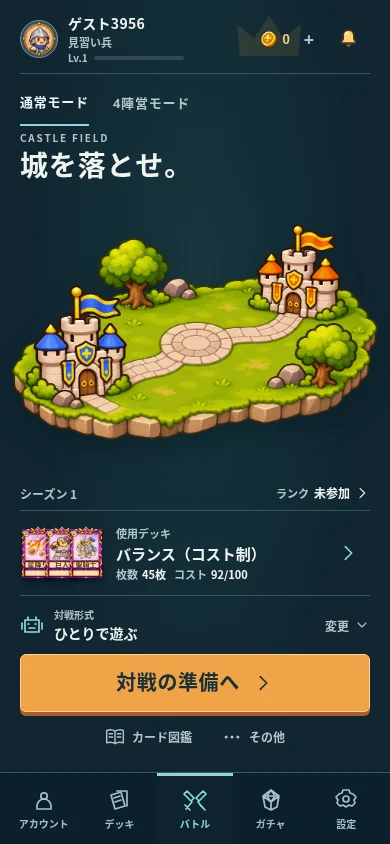 ゲスト3956
見習い兵
Lv.1
0 +
通常モード 4陣営モード
CASTLE FIELD
城を落とせ。
シーズン 1 ランク 未参加
使用デッキ
バランス（コスト制）
枚数 45枚 コスト 92/100
対戦形式
ひとりで遊ぶ
変更
対戦の準備へ
カード図鑑 その他
アカウント デッキ バトル ガチャ 設定